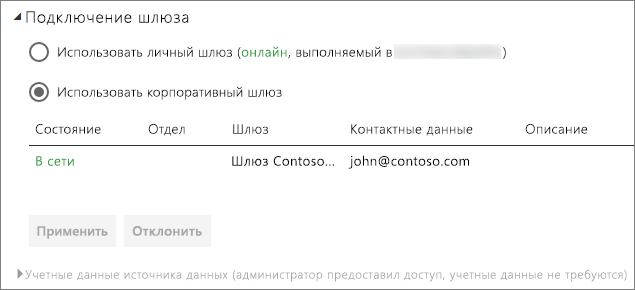 Подключение шлюза
Использовать личный шлюз (онлайн, выполняемый в )
Использовать корпоративный шлюз
Состояние Отдел Шлюз Контактные данные Описание
В сети Шлюз Contoso... john@contoso.com
Применить Отклонить
Учетные данные источника данных (администратор предоставил доступ, учетные данные не требуются)